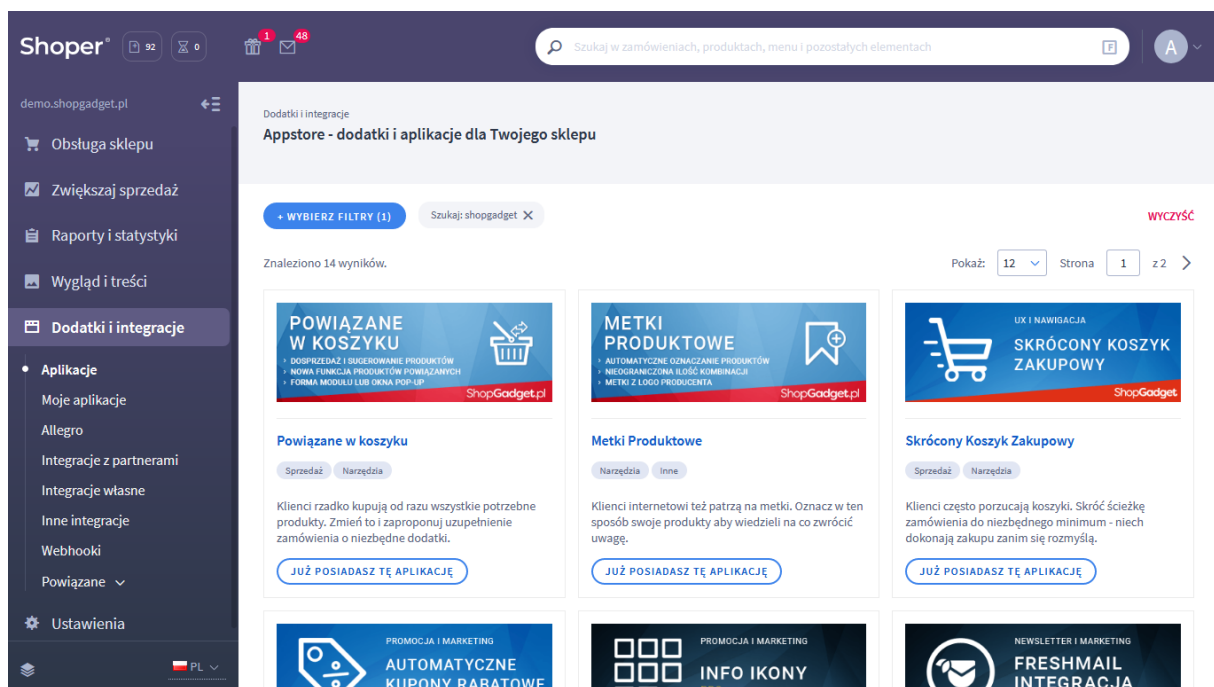 Shoper°
92
0
1
48
Szukaj w zamówieniach, produktach, menu i pozostałych elementach
F
A
demo.shopgadget.pl
Obsługa sklepu
Zwiększaj sprzedaż
Raporty i statystyki
Wygląd i treści
Dodatki i integracje
Aplikacje
Moje aplikacje
Allegro
Integracje z partnerami
Integracje własne
Inne integracje
Webhooki
Powiązane
Ustawienia
PL
Dodatki i integracje
Appstore - dodatki i aplikacje dla Twojego sklepu
+ WYBIERZ FILTRY (1)
Szukaj: shopgadget
WYCZYŚĆ
Znaleziono 14 wyników.
Pokaż: 12 Strona 1 z 2
POWIĄZANE
W KOSZYKU
› DOSPRZEDAŻ I SUGEROWANIE PRODUKTÓW
› NOWA FUNKCJA PRODUKTÓW POWIĄZANYCH
› FORMA MODUŁU LUB OKNA POP-UP
ShopGadget.pl
Powiązane w koszyku
Sprzedaż Narzędzia
Klienci rzadko kupują od razu wszystkie potrzebne
produkty. Zmień to i zaproponuj uzupełnienie
zamówienia o niezbędne dodatki.
JUŻ POSIADASZ TĘ APLIKACJĘ
METKI
PRODUKTOWE
› AUTOMATYCZNE OZNACZANIE PRODUKTÓW
› NIEOGRANICZONA ILOŚĆ KOMBINACJI
› METKI Z LOGO PRODUCENTA
ShopGadget.pl
Metki Produktowe
Narzędzia Inne
Klienci internetowi też patrzą na metki. Oznacz w ten
sposób swoje produkty aby wiedzieli na co zwrócić
uwagę.
JUŻ POSIADASZ TĘ APLIKACJĘ
UX I NAWIGACJA
SKRÓCONY KOSZYK
ZAKUPOWY
ShopGadget
Skrócony Koszyk Zakupowy
Sprzedaż Narzędzia
Klienci często porzucają koszyki. Skróć ścieżkę
zamówienia do niezbędnego minimum - niech
dokonają zakupu zanim się rozmyślą.
JUŻ POSIADASZ TĘ APLIKACJĘ
PROMOCJA I MARKETING
AUTOMATYCZNE
KUPONY RABATOWE
PROMOCJA I MARKETING
INFO IKONY
NEWSLETTER I MARKETING
FRESHMAIL
INTEGRACJA